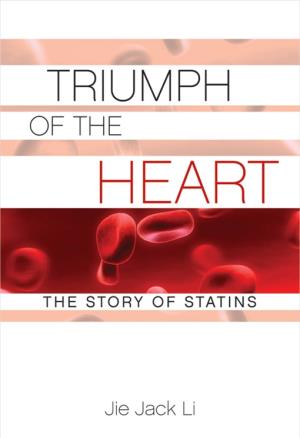 TRIUMPH
OF THE
HEART
THE STORY OF STATINS
Jie Jack Li